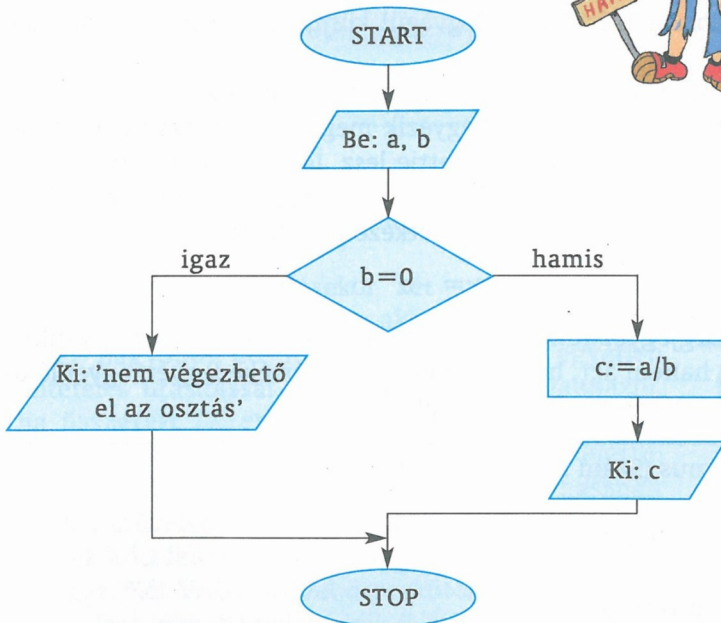 START
Be: a, b
b=0
igaz
hamis
Ki: 'nem végezhető
el az osztás'
c:=a/b
Ki: c
STOP